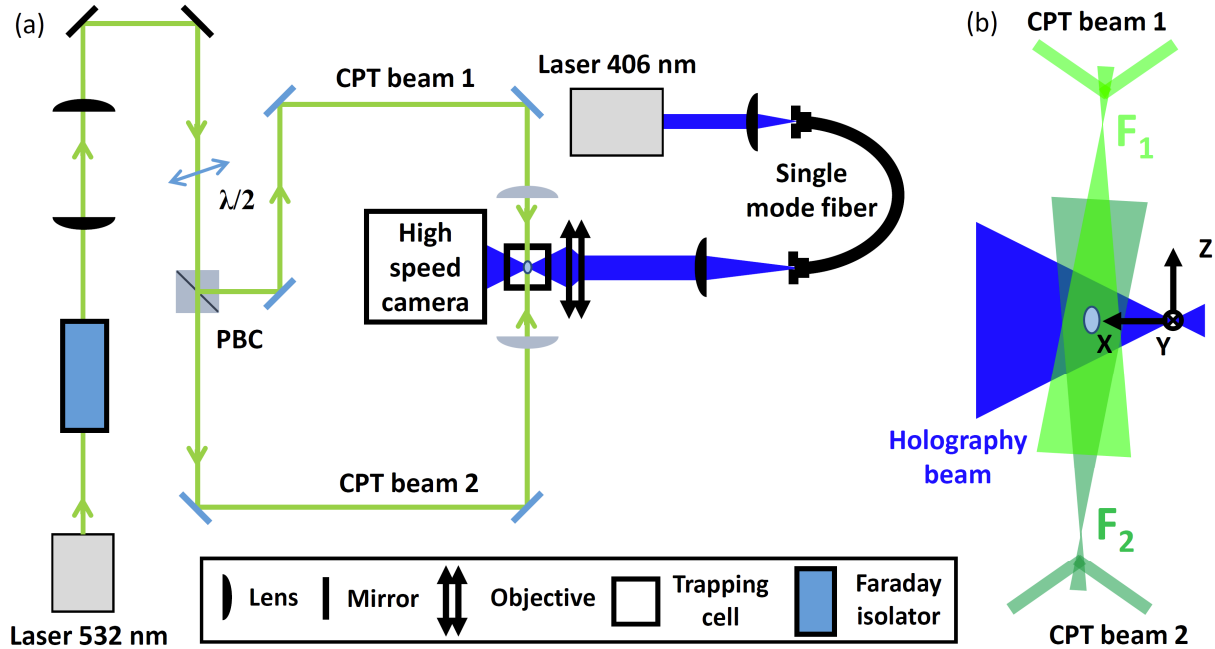 (a)
CPT beam 1
Laser 406 nm
λ/2
Single
mode fiber
High
speed
camera
PBC
CPT beam 2
Laser 532 nm
Lens
Mirror
Objective
Trapping
cell
Faraday
isolator
(b)
CPT beam 1
F1
Z
X
Y
Holography
beam
F2
CPT beam 2